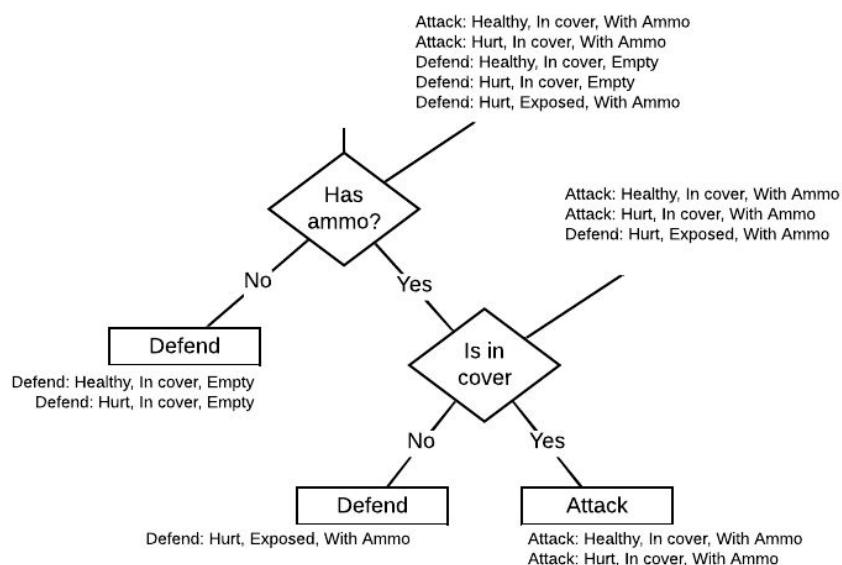 Attack: Healthy, In cover, With Ammo
Attack: Hurt, In cover, With Ammo
Defend: Healthy, In cover, Empty
Defend: Hurt, In cover, Empty
Defend: Hurt, Exposed, With Ammo
Has
ammo?
Attack: Healthy, In cover, With Ammo
Attack: Hurt, In cover, With Ammo
Defend: Hurt, Exposed, With Ammo
No
Yes
Defend
Defend: Healthy, In cover, Empty
Defend: Hurt, In cover, Empty
Is in
cover
No
Yes
Defend
Defend: Hurt, Exposed, With Ammo
Attack
Attack: Healthy, In cover, With Ammo
Attack: Hurt, In cover, With Ammo